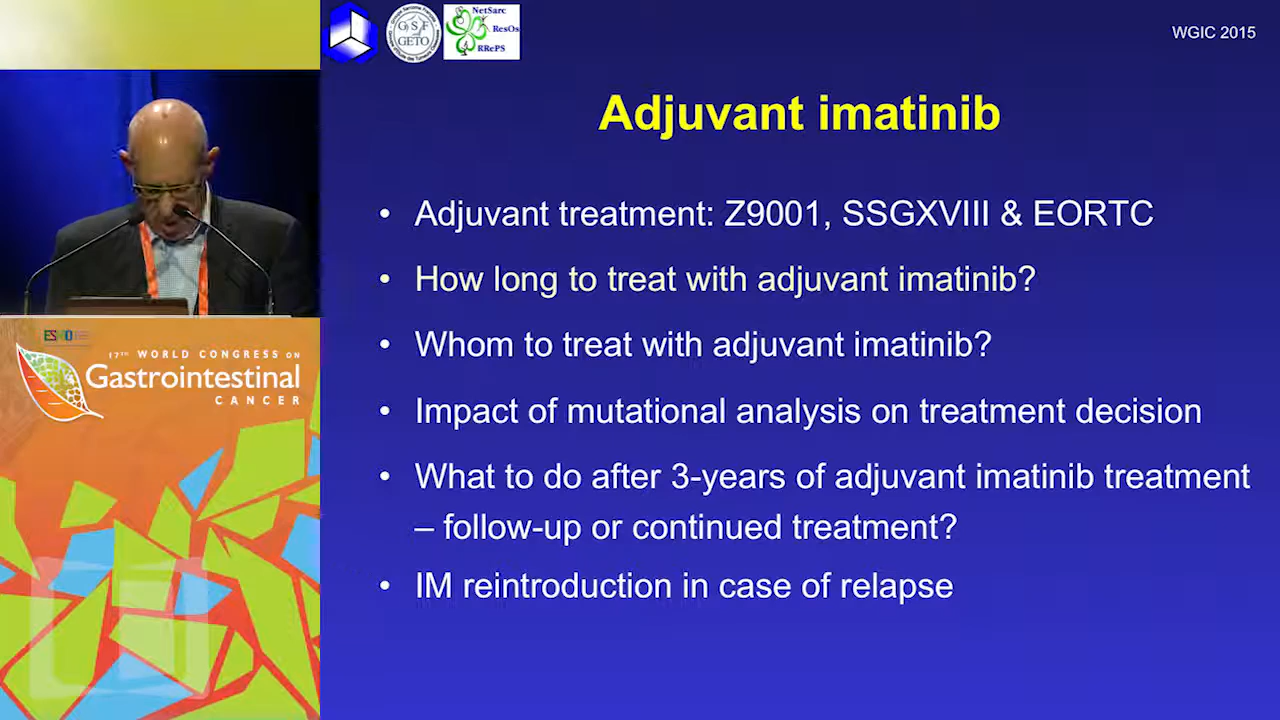 NetSarc
ResOs
RRePS
GSF
GETO
WGIC 2015
Adjuvant imatinib
• Adjuvant treatment: Z9001, SSGXVIII & EORTC
• How long to treat with adjuvant imatinib?
• Whom to treat with adjuvant imatinib?
• Impact of mutational analysis on treatment decision
• What to do after 3-years of adjuvant imatinib treatment
– follow-up or continued treatment?
• IM reintroduction in case of relapse
17TH WORLD CONGRESS ON
Gastrointestinal
CANCER